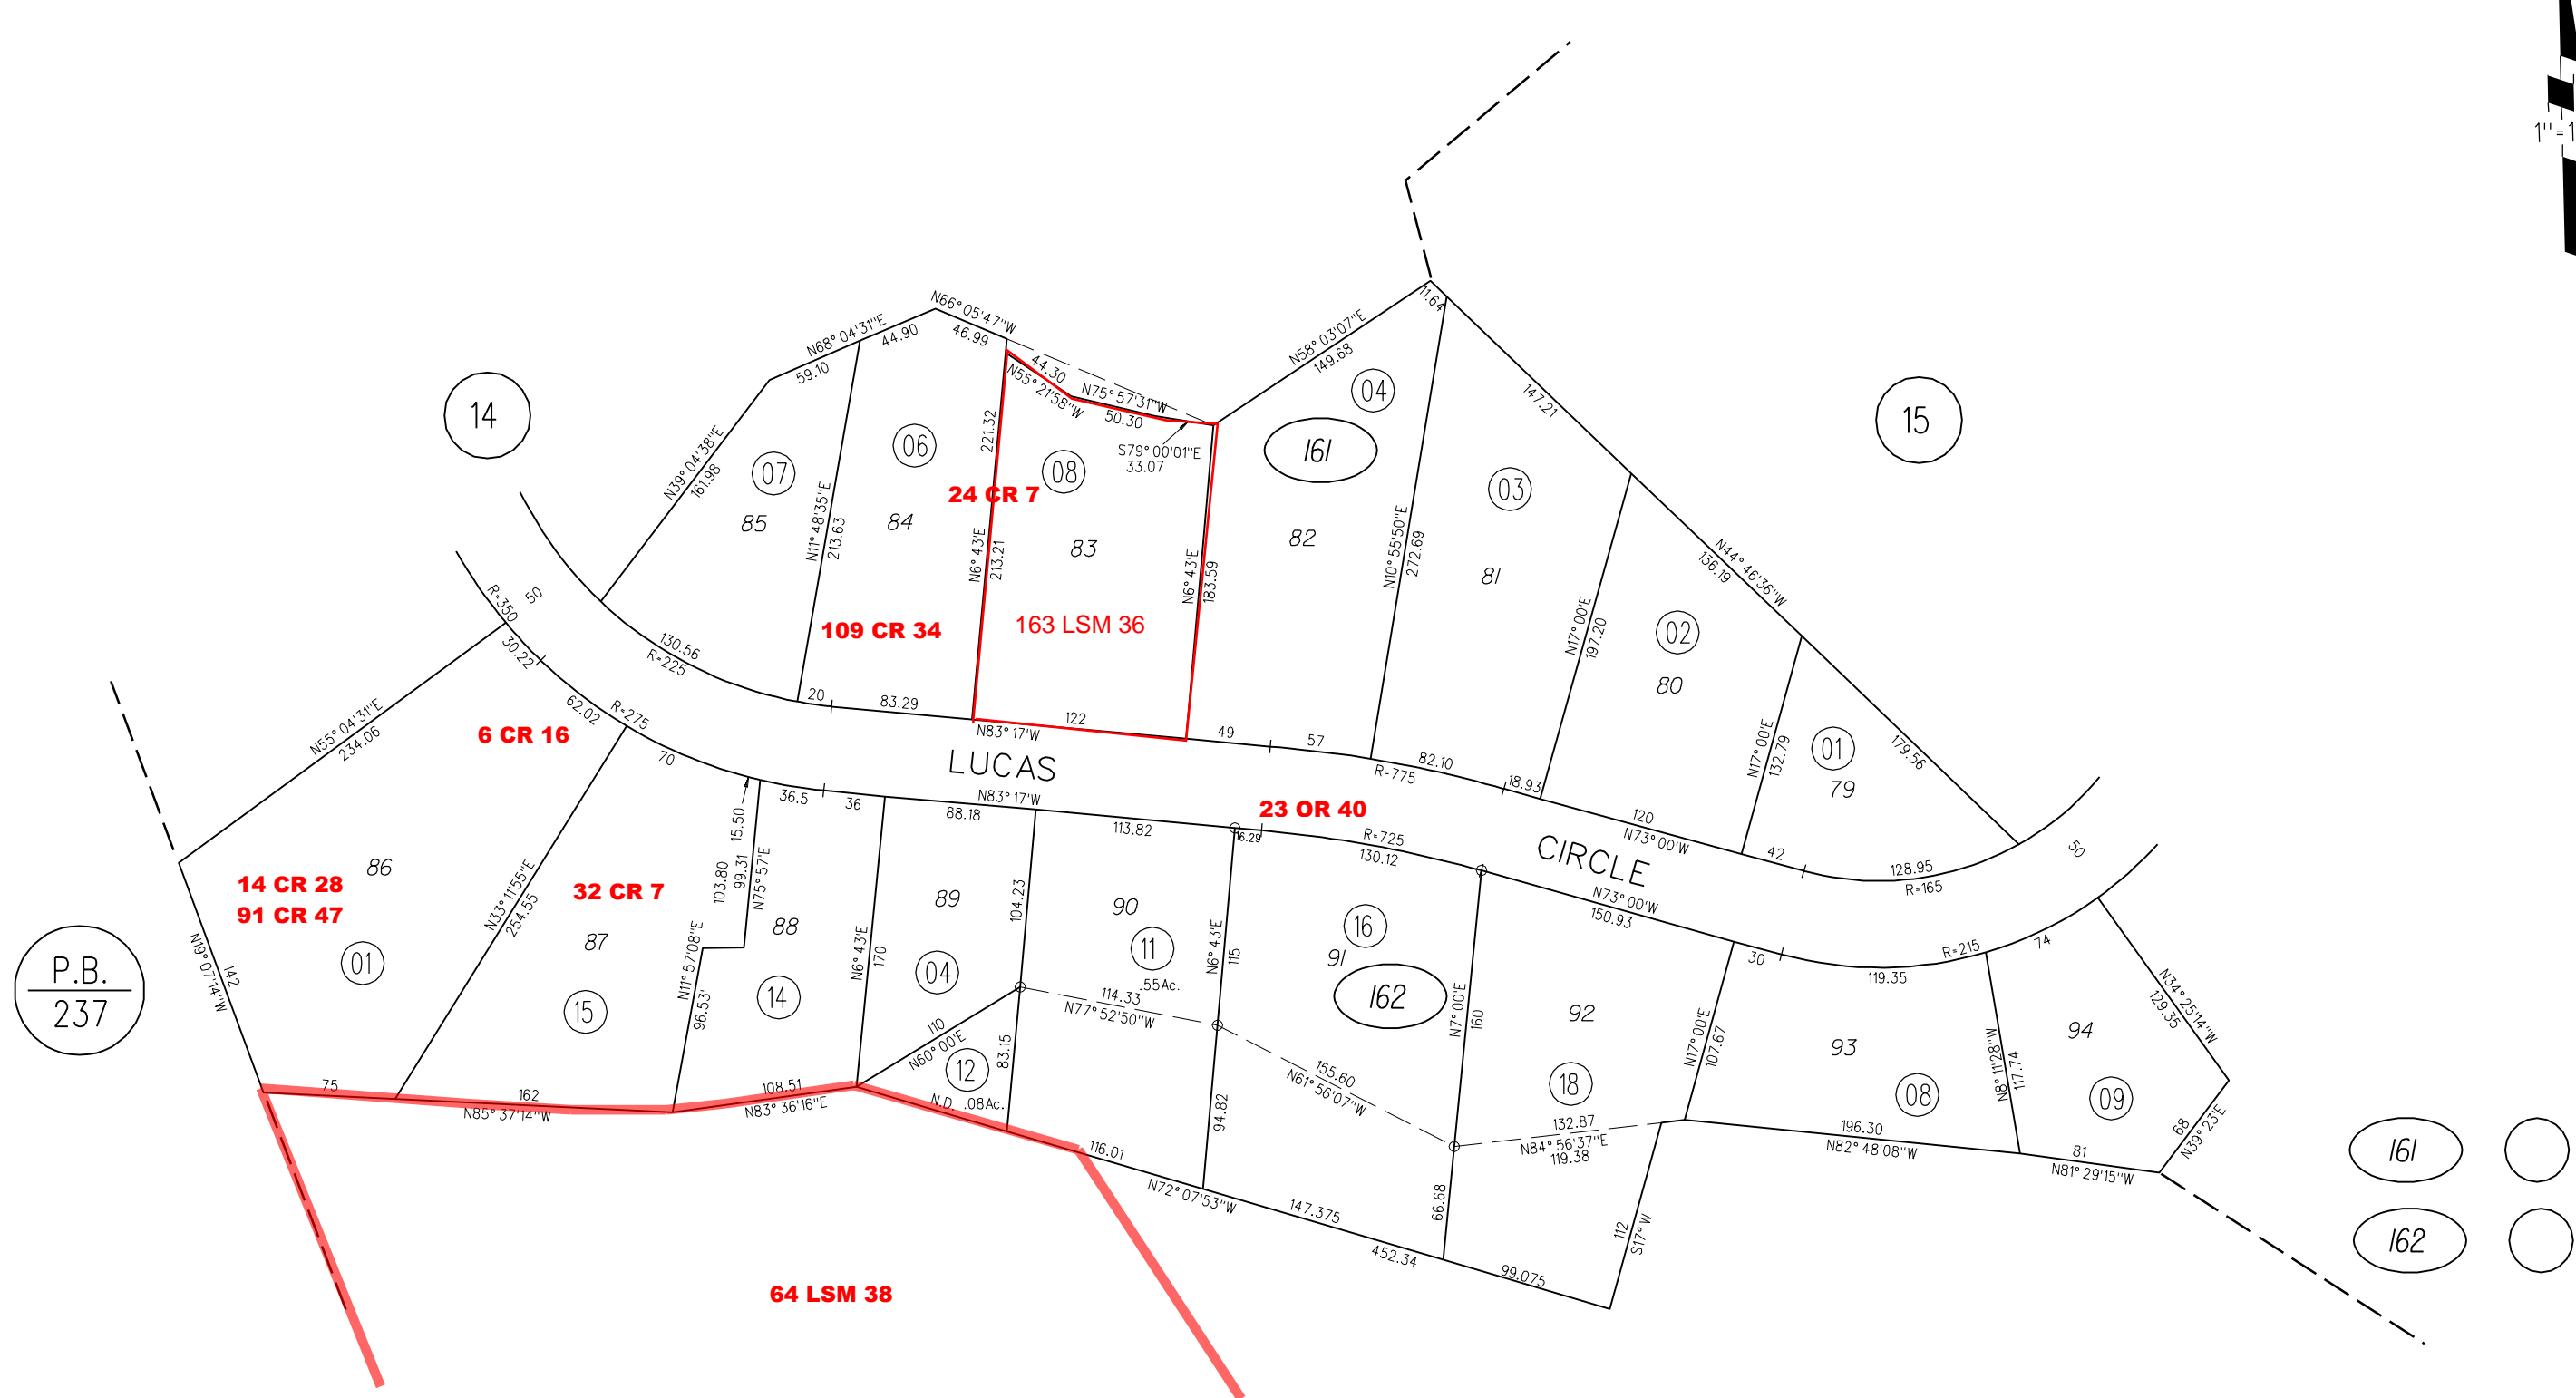 N66° 05'47"W
46.99
N68° 04'31"E
44.90
59.10
44.30
N55° 21'58"W
N75° 57'31"W
50.30
S79° 00'01"E
33.07
N58° 03'07"E
149.68
11.64
147.21
14
15
04
161
06
07
08
03
N39° 04'38"E
161.98
221.32
24 CR 7
85
84
83
82
81
N11° 48'35"E
213.63
N6° 43'E
213.21
N6° 43'E
183.59
N10° 55'50"E
272.69
N44° 46'36"W
136.19
N17° 00'E
197.20
02
80
R=350
50
30.22
130.56
R=225
109 CR 34
163 LSM 36
20
83.29
122
N83° 17'W
49
57
R=775
82.10
18.93
120
N73° 00'W
N17° 00'E
132.79
01
79
179.56
42
128.95
R=165
50
N55° 04'31"E
234.06
6 CR 16
62.02
R=275
70
LUCAS
N83° 17'W
CIRCLE
36.5
36
88.18
113.82
23 OR 40
16.29
R=725
130.12
N73° 00'W
150.93
86
14 CR 28
91 CR 47
01
N33° 11'55"E
254.55
32 CR 7
87
15
15.50
103.80
99.31
N75° 57'E
88
14
N11° 57'08"E
96.53'
N6° 43'E
170
89
04
104.23
90
11
.55Ac.
N6° 43'E
115
16
91
162
N7° 00'E
160
92
18
N17° 00'E
107.67
30
119.35
R=215
74
93
08
N8° 11'28"W
117.74
94
09
N34° 25'14"W
129.35
68
N39° 23'E
P.B.
237
N19° 07'14"W
142
75
162
N85° 37'14"W
108.51
N83° 36'16"E
110
N60° 00'E
12
N.D. .08Ac.
83.15
114.33
N77° 52'50"W
155.60
N61° 56'07"W
94.82
116.01
N72° 07'53"W
147.375
452.34
66.68
132.87
N84° 56'37"E
119.38
99.075
112
S17° W
196.30
N82° 48'08"W
81
N81° 29'15"W
64 LSM 38
161
162
1"=1